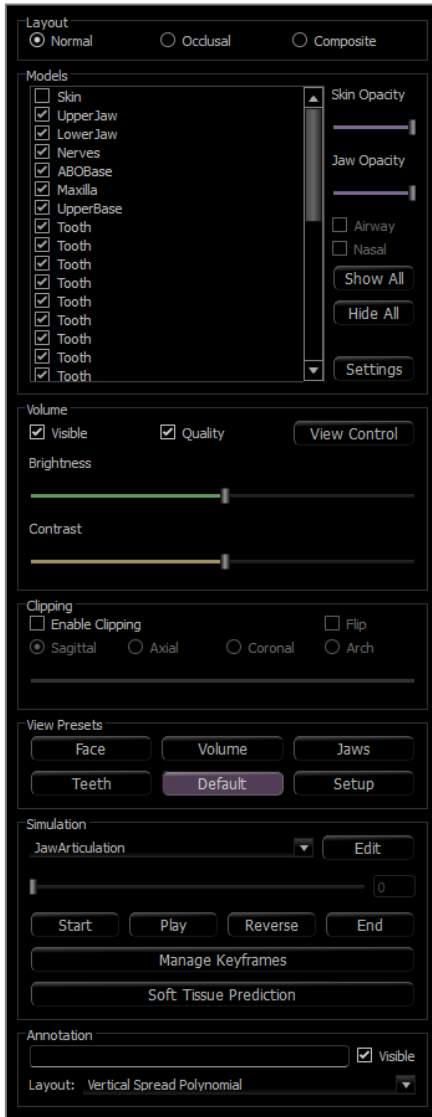 Layout
Normal Occlusal Composite
Models
Skin
UpperJaw
LowerJaw
Nerves
ABOBase
Maxilla
UpperBase
Tooth
Tooth
Tooth
Tooth
Tooth
Tooth
Tooth
Tooth
Tooth
Skin Opacity
Jaw Opacity
Airway
Nasal
Show All
Hide All
Settings
Volume
Visible Quality View Control
Brightness
Contrast
Clipping
Enable Clipping Flip
Sagittal Axial Coronal Arch
View Presets
Face Volume Jaws
Teeth Default Setup
Simulation
JawArticulation Edit
0
Start Play Reverse End
Manage Keyframes
Soft Tissue Prediction
Annotation
Visible
Layout: Vertical Spread Polynomial